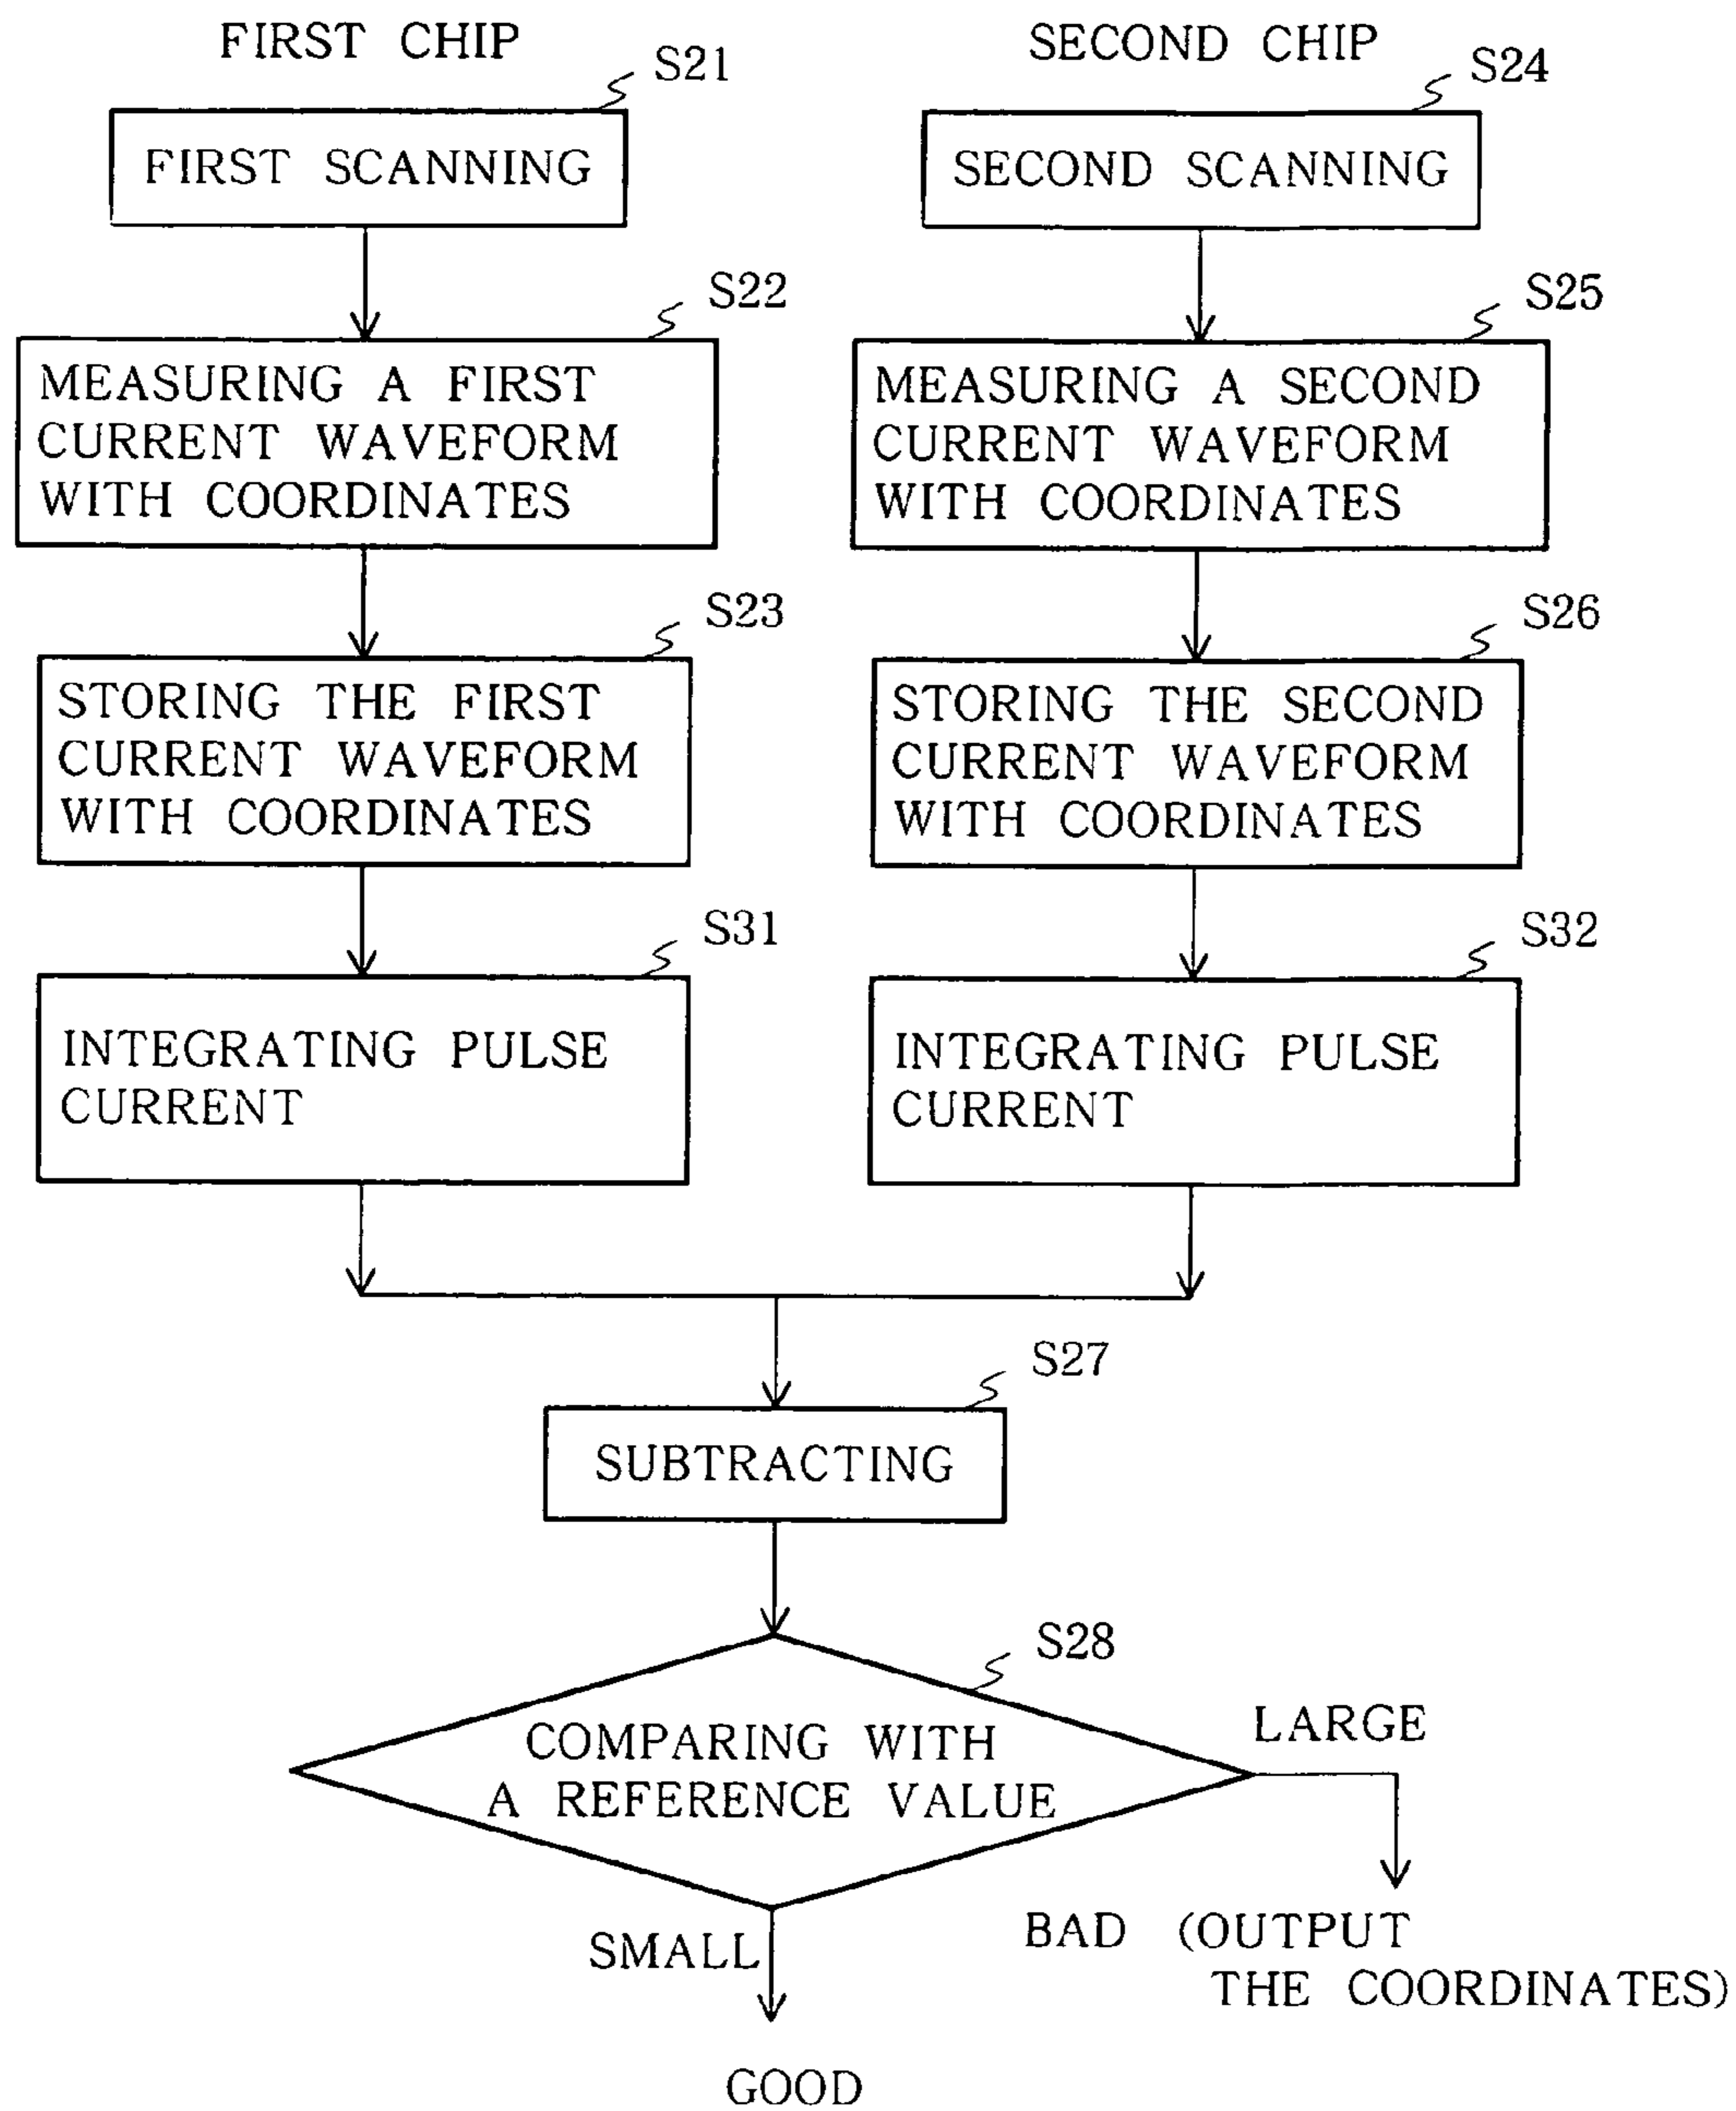 FIRST CHIP
SECOND CHIP
S21
S24
FIRST SCANNING
SECOND SCANNING
S22
S25
MEASURING A FIRST
CURRENT WAVEFORM
WITH COORDINATES
MEASURING A SECOND
CURRENT WAVEFORM
WITH COORDINATES
S23
S26
STORING THE FIRST
CURRENT WAVEFORM
WITH COORDINATES
STORING THE SECOND
CURRENT WAVEFORM
WITH COORDINATES
S31
S32
INTEGRATING PULSE
CURRENT
INTEGRATING PULSE
CURRENT
S27
SUBTRACTING
S28
COMPARING WITH
A REFERENCE VALUE
LARGE
SMALL
BAD (OUTPUT
THE COORDINATES)
GOOD